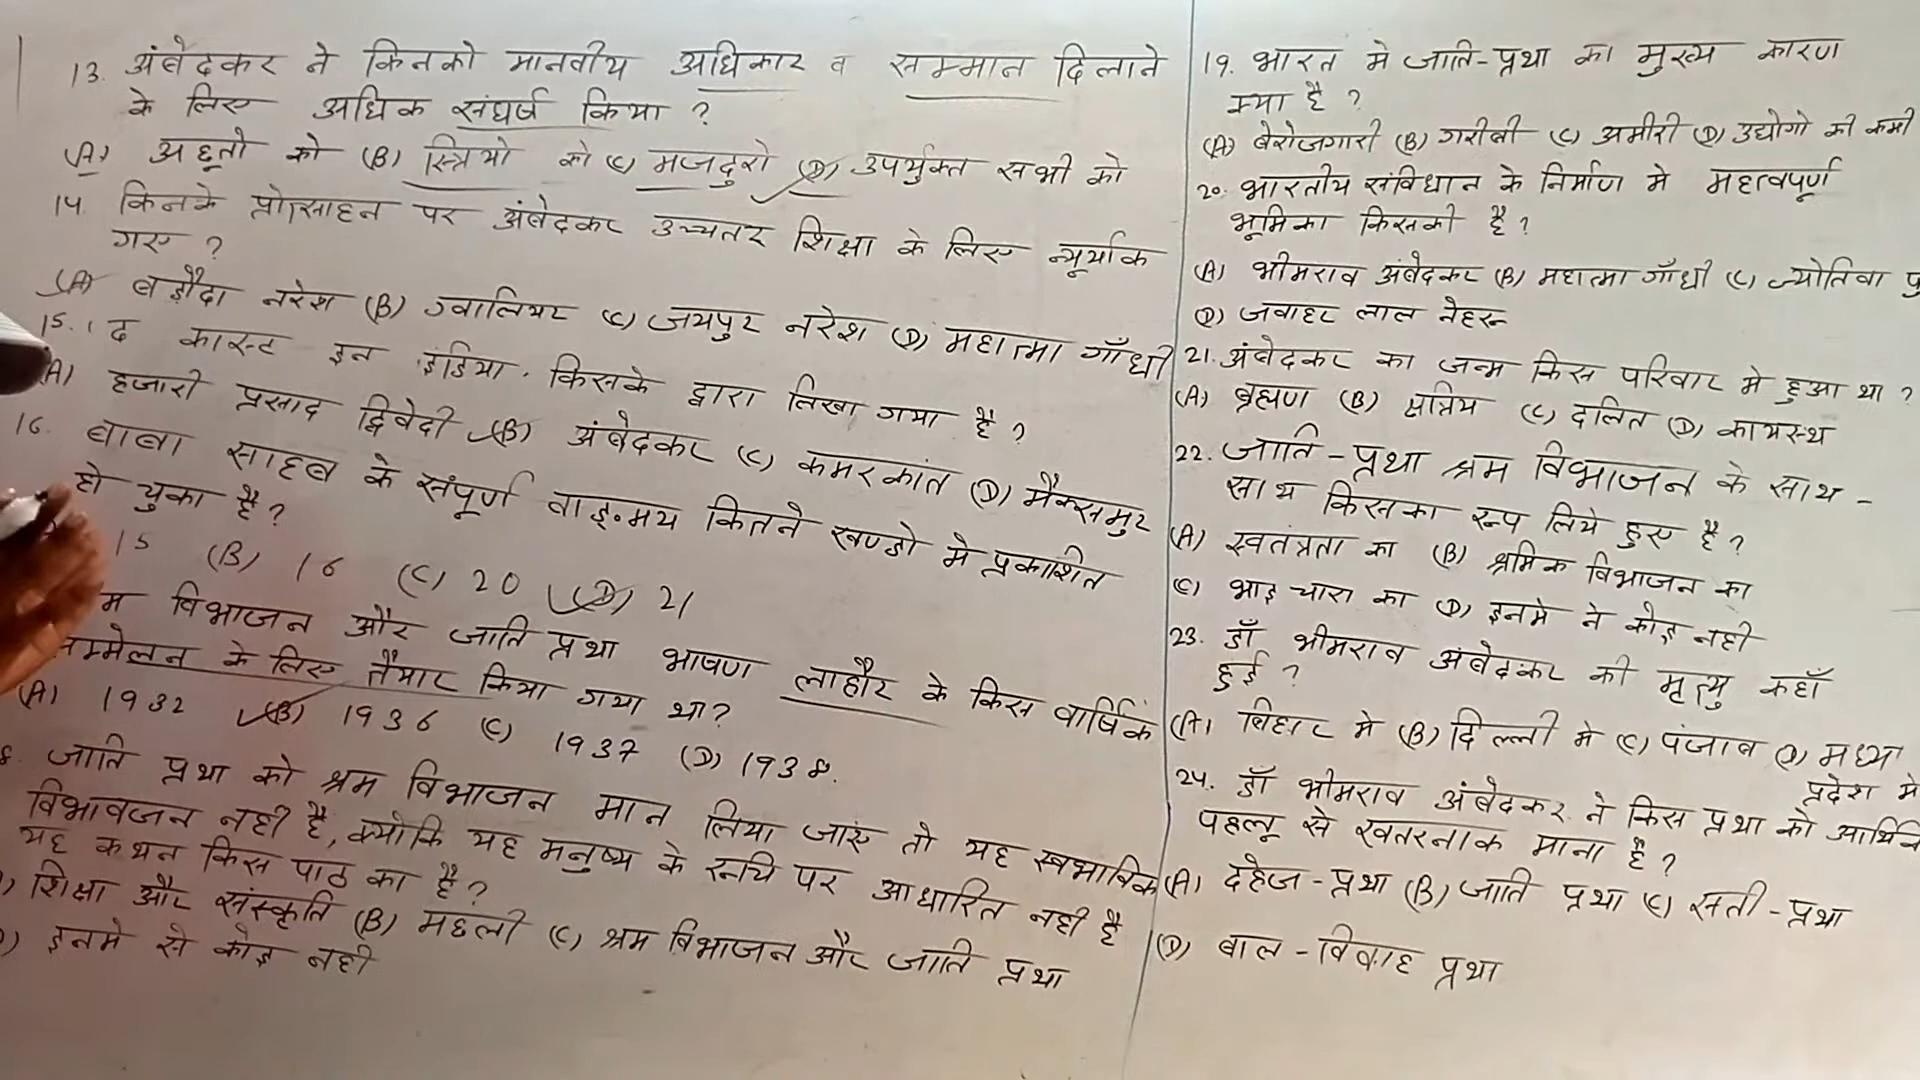 13. अंबेदकर ने किनको मानवीय अधिकार व सम्मान दिलाने
के लिए अधिक संघर्ष किया ?
(A) अछूतो को (B) स्त्रियो को (C) मजदुरो (D) उपर्युक्त सभी को
14. किनके प्रोत्साहन पर अंबेदकर उच्चतर शिक्षा के लिए न्यूर्याक
गए ?
(A) बड़ौदा नरेश (B) ग्वालियर (C) जयपुर नरेश (D) महात्मा गाँधी
15. 'द कास्ट इन इंडिया' किसके द्वारा लिखा गया है ?
(A) हजारी प्रसाद द्विवेदी (B) अंबेदकर (C) कमरकांत (D) मैक्समुर
16. बाबा साहब के संपूर्ण वाङ्मय कितने खण्डो मे प्रकाशित
हो चुका है ?
15 (B) 16 (C) 20 (D) 21
म विभाजन और जाति प्रथा भाषण लाहौर के किस वार्षिक
सम्मेलन के लिए तैयार किया गया था ?
(A) 1932 (B) 1936 (C) 1937 (D) 1938.
8. जाति प्रथा को श्रम विभाजन मान लिया जाए तो यह स्वभाविक
विभावजन नही है, क्योकि यह मनुष्य के रूचि पर आधारित नही है
यह कथन किस पाठ का है ?
) शिक्षा और संस्कृति (B) मछली (C) श्रम विभाजन और जाति प्रथा
) इनमे से कोइ नही
19. भारत मे जाति-प्रथा का मुख्य कारण
क्या है ?
(A) बेरोजगारी (B) गरीबी (C) अमीरी (D) उद्योगो की कमी
20. भारतीय संविधान के निर्माण मे महत्वपूर्ण
भूमिका किसकी है ?
(A) भीमराव अंबेदकर (B) महात्मा गाँधी (C) ज्योतिवा फु
(D) जवाहर लाल नेहरू
21. अंबेदकर का जन्म किस परिवार मे हुआ था ?
(A) ब्रह्मण (B) क्षत्रिय (C) दलित (D) कायस्थ
22. जाति-प्रथा श्रम विभाजन के साथ-
साथ किसका रूप लिये हुए है ?
(A) स्वतंत्रता का (B) श्रमिक विभाजन का
(C) भाइ चारा का (D) इनमे ने कोइ नही
23. डॉ भीमराव अंबेदकर की मृत्यु कहाँ
हुई ?
(A) बिहार मे (B) दिल्ली मे (C) पंजाब (D) मध्य
प्रदेश मे
24. डॉ भीमराव अंबेदकर ने किस प्रथा को आर्थिक
पहलू से खतरनाक माना है ?
(A) देहेज-प्रथा (B) जाति प्रथा (C) सती-प्रथा
(D) बाल-विवाह प्रथा